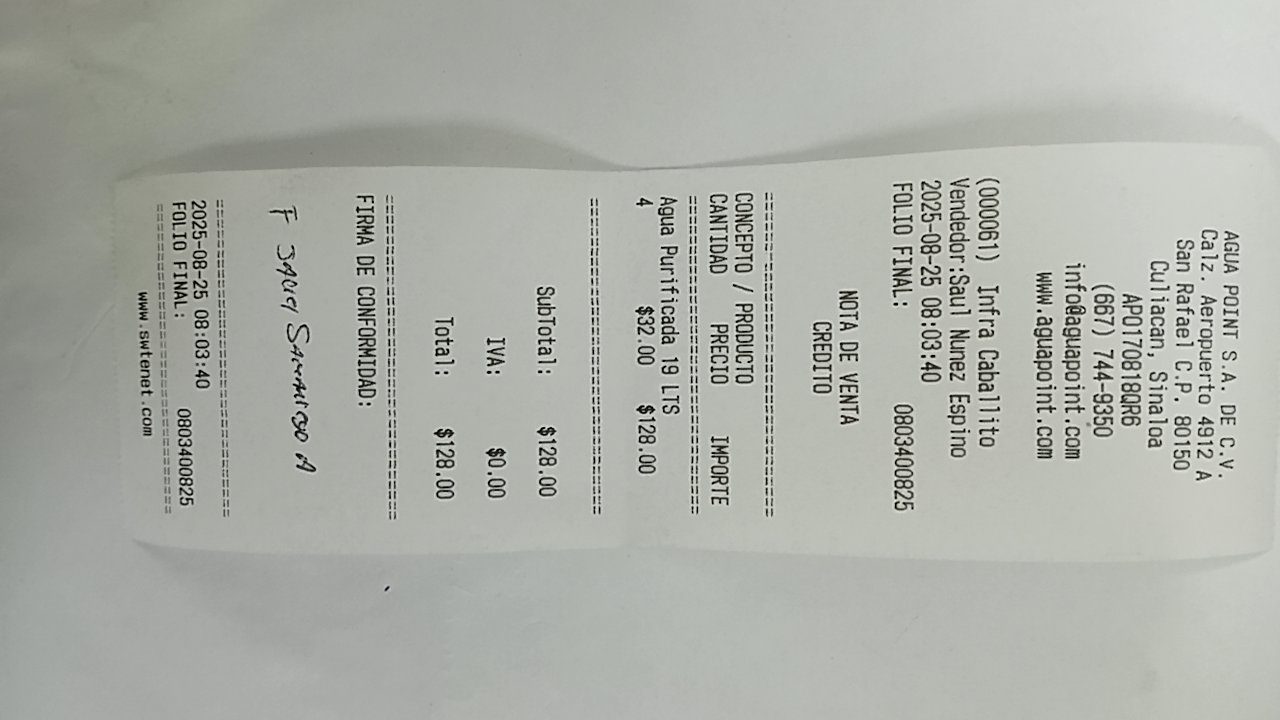 AGUA POINT S.A. DE C.V.
Calz. Aeropuerto 4912 A
San Rafael C.P. 80150
Culiacan, Sinaloa
APO170818QR6
(667) 744-9350
info@aguapoint.com
www.aguapoint.com
(000061) Infra Caballito
Vendedor:Saul Nunez Espino
2025-08-25 08:03:40
FOLIO FINAL: 0803400825
NOTA DE VENTA
CREDITO
CONCEPTO / PRODUCTO
CANTIDAD PRECIO IMPORTE
Agua Purificada 19 LTS
4 $32.00 $128.00
SubTotal: $128.00
IVA: $0.00
Total: $128.00
FIRMA DE CONFORMIDAD:
F
2025-08-25 08:03:40
FOLIO FINAL: 0803400825
www.swtenet.com